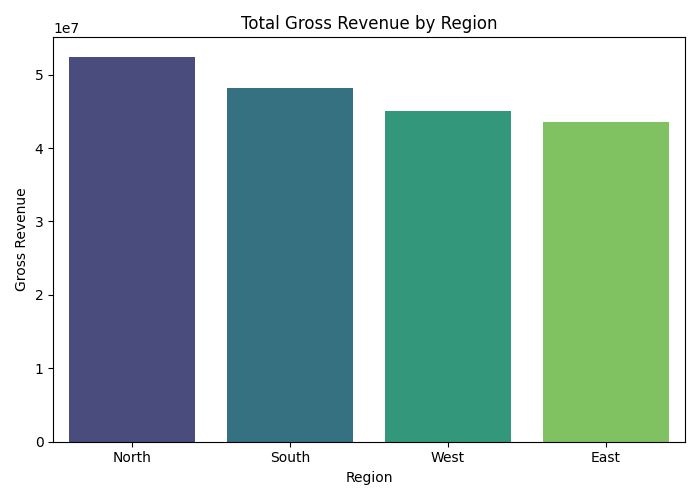 Total Gross Revenue by Region
1e7
5
4
3
2
1
0
Gross Revenue
North South West East
Region